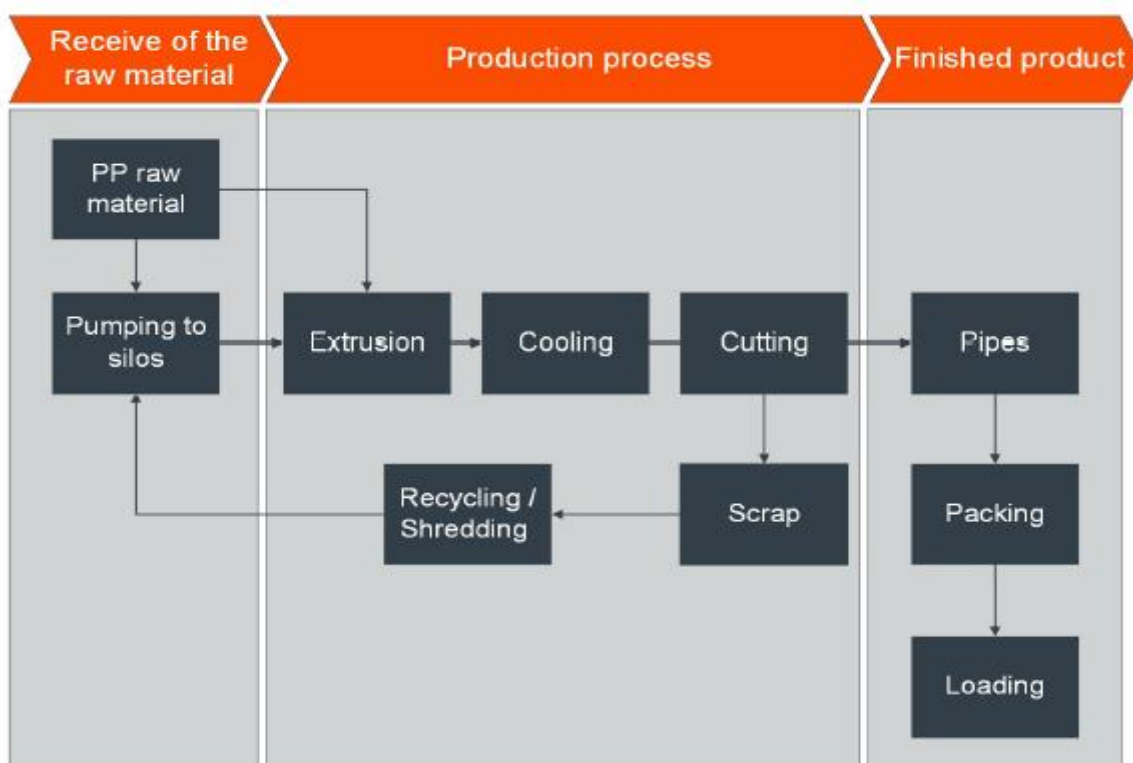 Receive of the
raw material
Production process
Finished product
PP raw
material
Pumping to
silos
Extrusion
Cooling
Cutting
Pipes
Recycling /
Shredding
Scrap
Packing
Loading